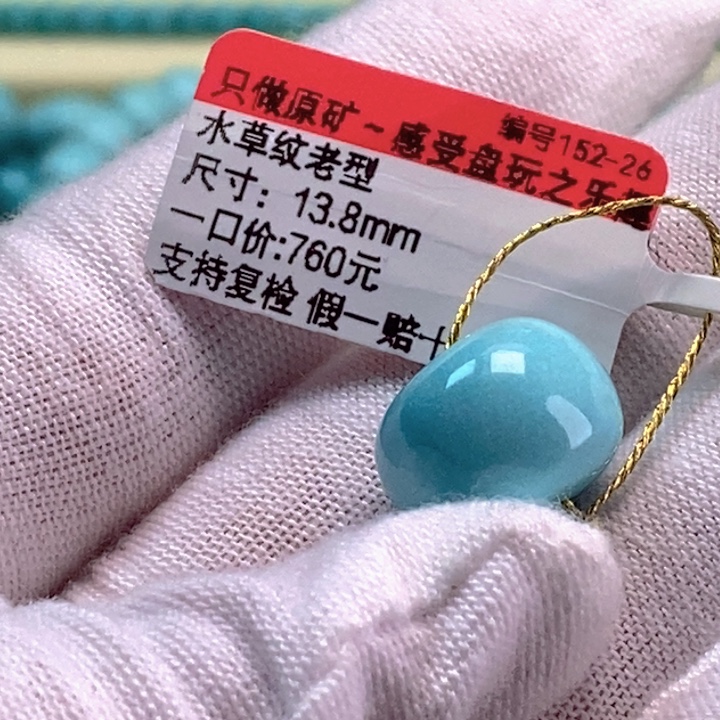 编号152-26
只做原矿~感受盘玩之乐趣
水草纹老型
尺寸：13.8mm
一口价:760元
支持复检 假一赔十